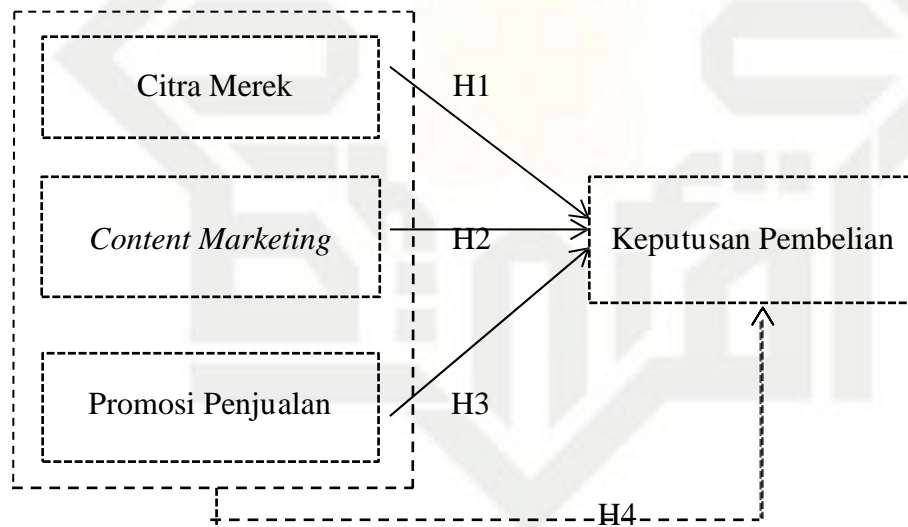 Citra Merek
H1
Content Marketing
H2
Keputusan Pembelian
Promosi Penjualan
H3
H4